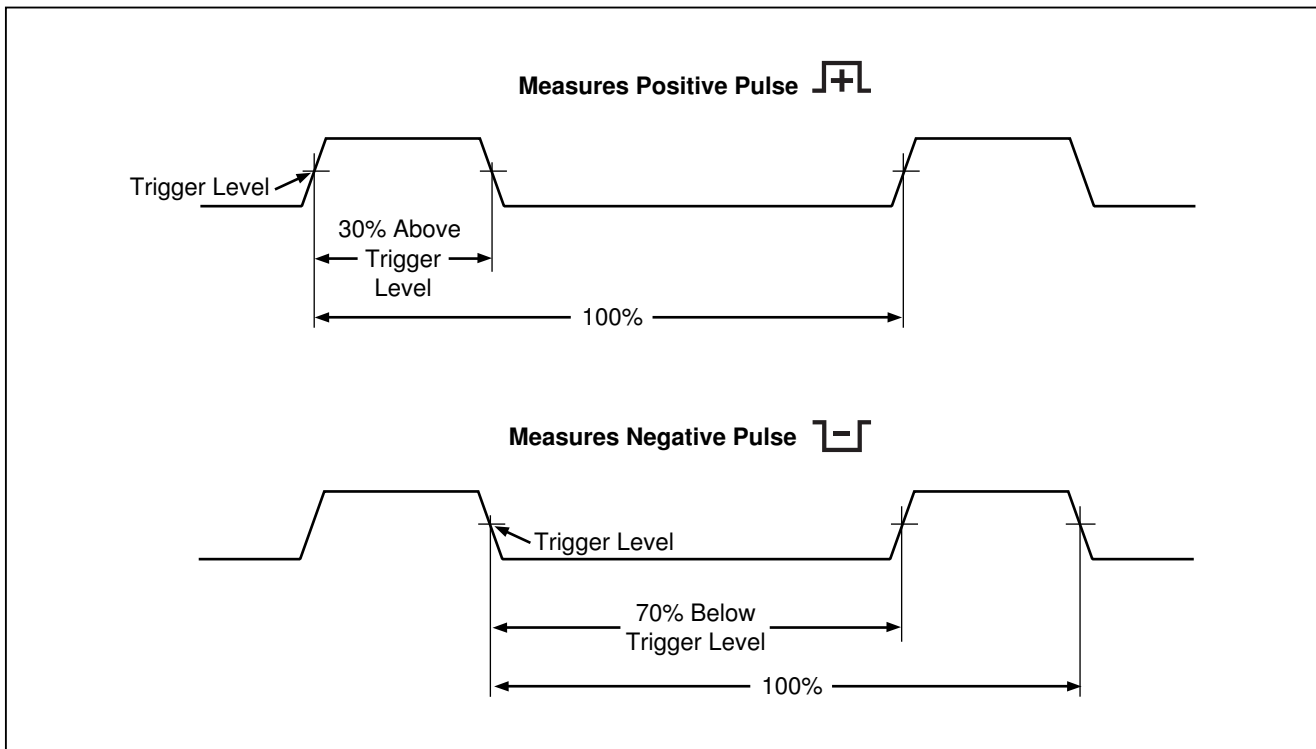 Measures Positive Pulse +
Trigger Level
30% Above
Trigger
Level
100%
Measures Negative Pulse -
Trigger Level
70% Below
Trigger Level
100%